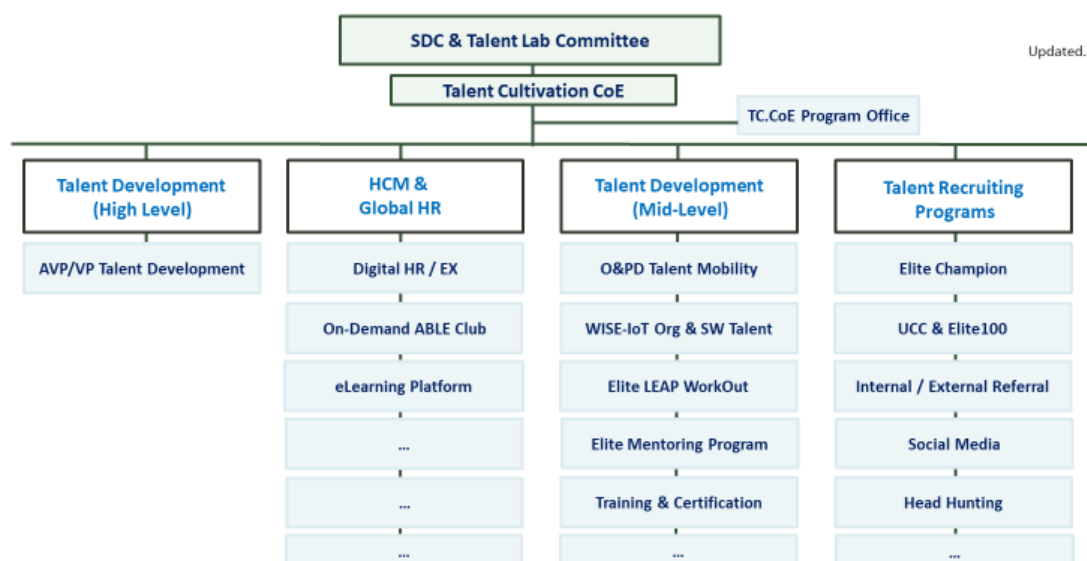 SDC & Talent Lab Committee
Updated.
Talent Cultivation CoE
TC.CoE Program Office
Talent Development
(High Level)
AVP/VP Talent Development
HCM &
Global HR
Digital HR / EX
On-Demand ABLE Club
eLearning Platform
...
...
...
Talent Development
(Mid-Level)
O&PD Talent Mobility
WISE-IoT Org & SW Talent
Elite LEAP WorkOut
Elite Mentoring Program
Training & Certification
...
Talent Recruiting
Programs
Elite Champion
UCC & Elite100
Internal / External Referral
Social Media
Head Hunting
...